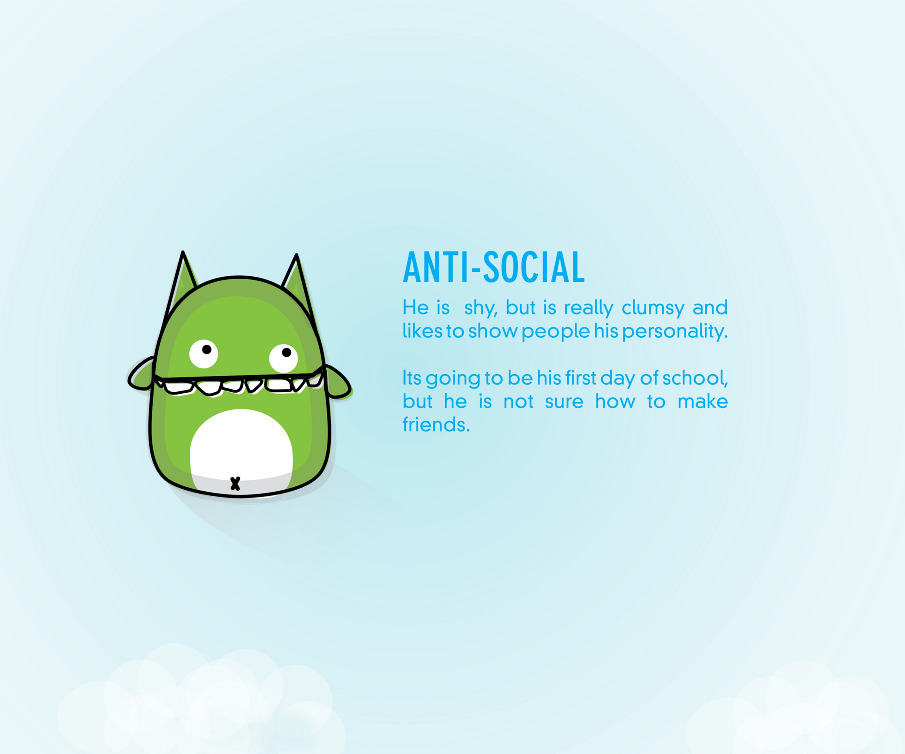 ANTI-SOCIAL
He is shy, but is really clumsy and
likes to show people his personality.
Its going to be his first day of school,
but he is not sure how to make
friends.